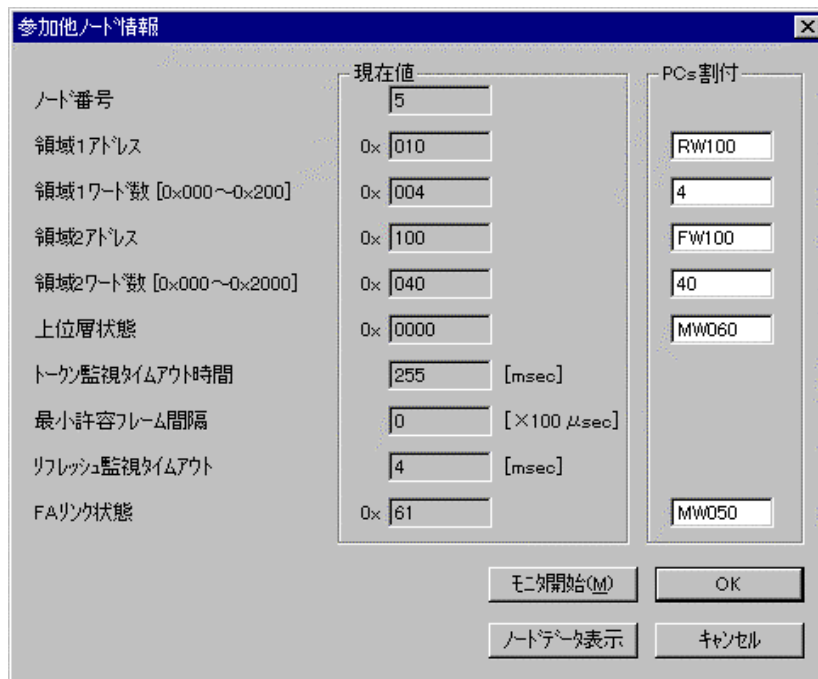 参加他ノード情報
現在値 PCs割付
ノード番号 5
領域1アドレス 0x 010 RW100
領域1ワード数 [0x000～0x200] 0x 004 4
領域2アドレス 0x 100 FW100
領域2ワード数 [0x000～0x2000] 0x 040 40
上位層状態 0x 0000 MW060
トークン監視タイムアウト時間 255 [msec]
最小許容フレーム間隔 0 [×100 μsec]
リフレッシュ監視タイムアウト 4 [msec]
FAリンク状態 0x 61 MW050
モニタ開始(M) OK
ノードデータ表示 キャンセル